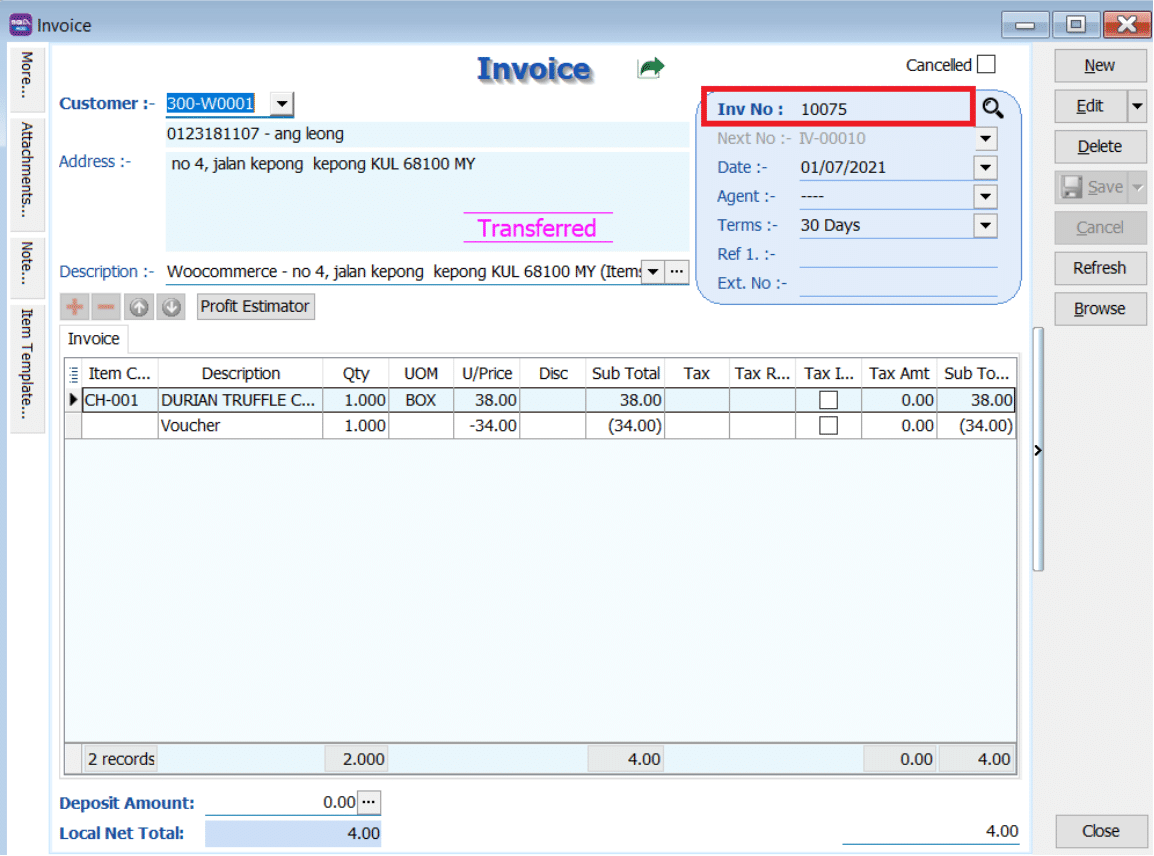 Invoice
More...
Attachments...
Note...
Item Template...
Invoice
Cancelled
Customer :- 300-W0001
0123181107 - ang leong
Address :- no 4, jalan kepong  kepong KUL 68100 MY
Transferred
Description :- Woocommerce - no 4, jalan kepong  kepong KUL 68100 MY (Items ...
Inv No : 10075
Next No :- IV-00010
Date :- 01/07/2021
Agent :- ----
Terms :- 30 Days
Ref 1. :-
Ext. No :-
New
Edit
Delete
Save
Cancel
Refresh
Browse
Profit Estimator
Invoice
Item C... Description Qty UOM U/Price Disc Sub Total Tax Tax R... Tax I... Tax Amt Sub To...
CH-001 DURIAN TRUFFLE C... 1.000 BOX 38.00 38.00 0.00 38.00
Voucher 1.000 -34.00 (34.00) 0.00 (34.00)
2 records 2.000 4.00 0.00 4.00
Deposit Amount: 0.00 ...
Local Net Total: 4.00
4.00
Close